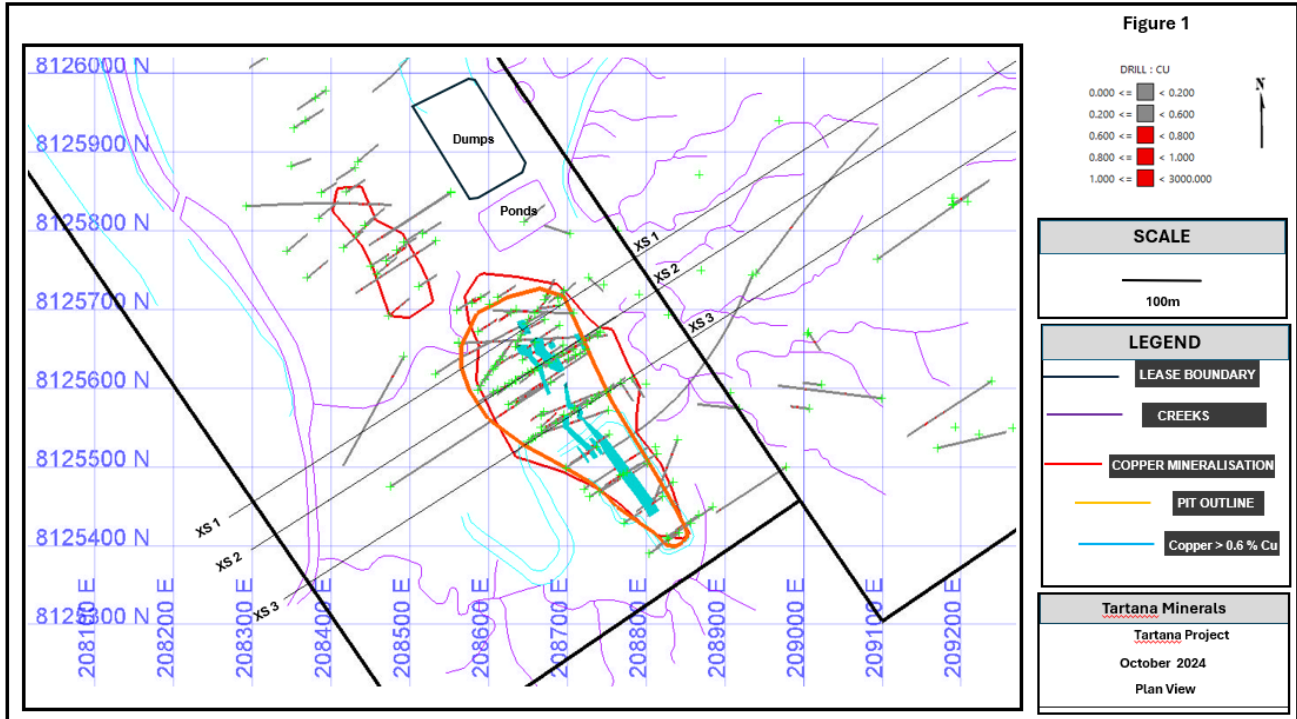 Figure 1
DRILL : CU
0.000 <= < 0.200
0.200 <= < 0.600
0.600 <= < 0.800
0.800 <= < 1.000
1.000 <= < 3000.000
N
8126000 N
8125900 N
8125800 N
8125700 N
8125600 N
8125500 N
8125400 N
8125300 N
Dumps
Ponds
XS 1
XS 2
XS 3
XS 1
XS 2
XS 3
208100 E
208200 E
208300 E
208400 E
208500 E
208600 E
208700 E
208800 E
208900 E
209000 E
209100 E
209200 E
SCALE
100m
LEGEND
LEASE BOUNDARY
CREEKS
COPPER MINERALISATION
PIT OUTLINE
Copper > 0.6 % Cu
Tartana Minerals
Tartana Project
October 2024
Plan View